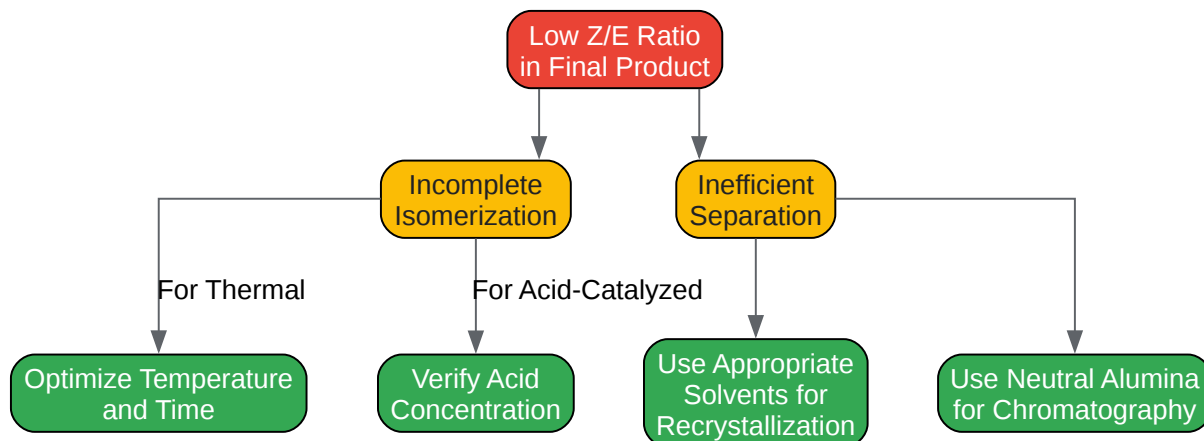 Low Z/E Ratio
in Final Product
Incomplete
Isomerization
Inefficient
Separation
For Thermal
For Acid-Catalyzed
Optimize Temperature
and Time
Verify Acid
Concentration
Use Appropriate
Solvents for
Recrystallization
Use Neutral Alumina
for Chromatography